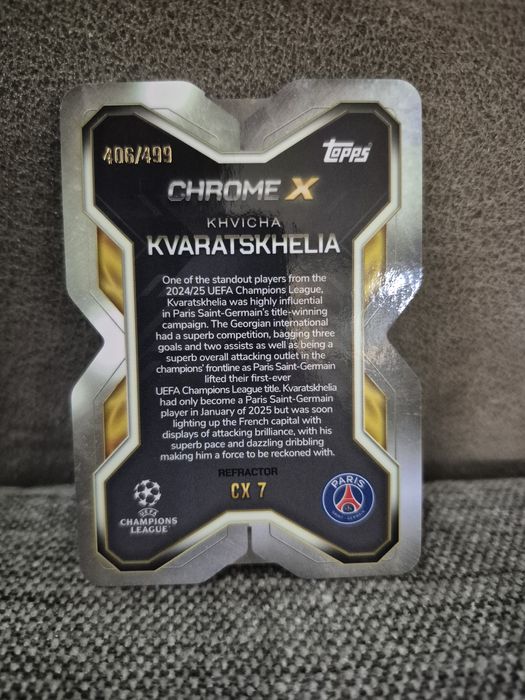 406/499
Topps
CHROME X
KHVICHA
KVARATSKHELIA
One of the standout players from the
2024/25 UEFA Champions League,
Kvaratskhelia was highly influential
in Paris Saint-Germain's title-winning
campaign. The Georgian international
had a superb competition, bagging three
goals and two assists as well as being a
superb overall attacking outlet in the
champions' frontline as Paris Saint-Germain
lifted their first-ever
UEFA Champions League title. Kvaratskhelia
had only become a Paris Saint-Germain
player in January of 2025 but was soon
lighting up the French capital with
displays of attacking brilliance, with his
superb pace and dazzling dribbling
making him a force to be reckoned with.
REFRACTOR
CX 7
UEFA
CHAMPIONS
LEAGUE
PARIS
SAINT-GERMAIN